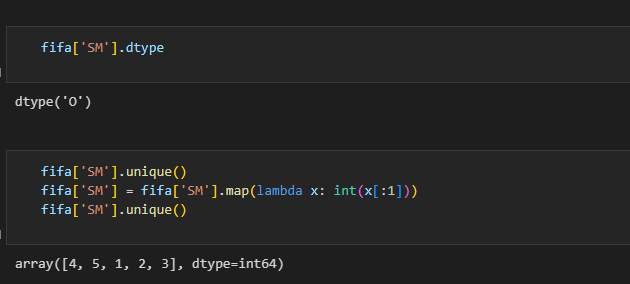 fifa['SM'].dtype
dtype('O')
fifa['SM'].unique()
fifa['SM'] = fifa['SM'].map(lambda x: int(x[:1]))
fifa['SM'].unique()
array([4, 5, 1, 2, 3], dtype=int64)